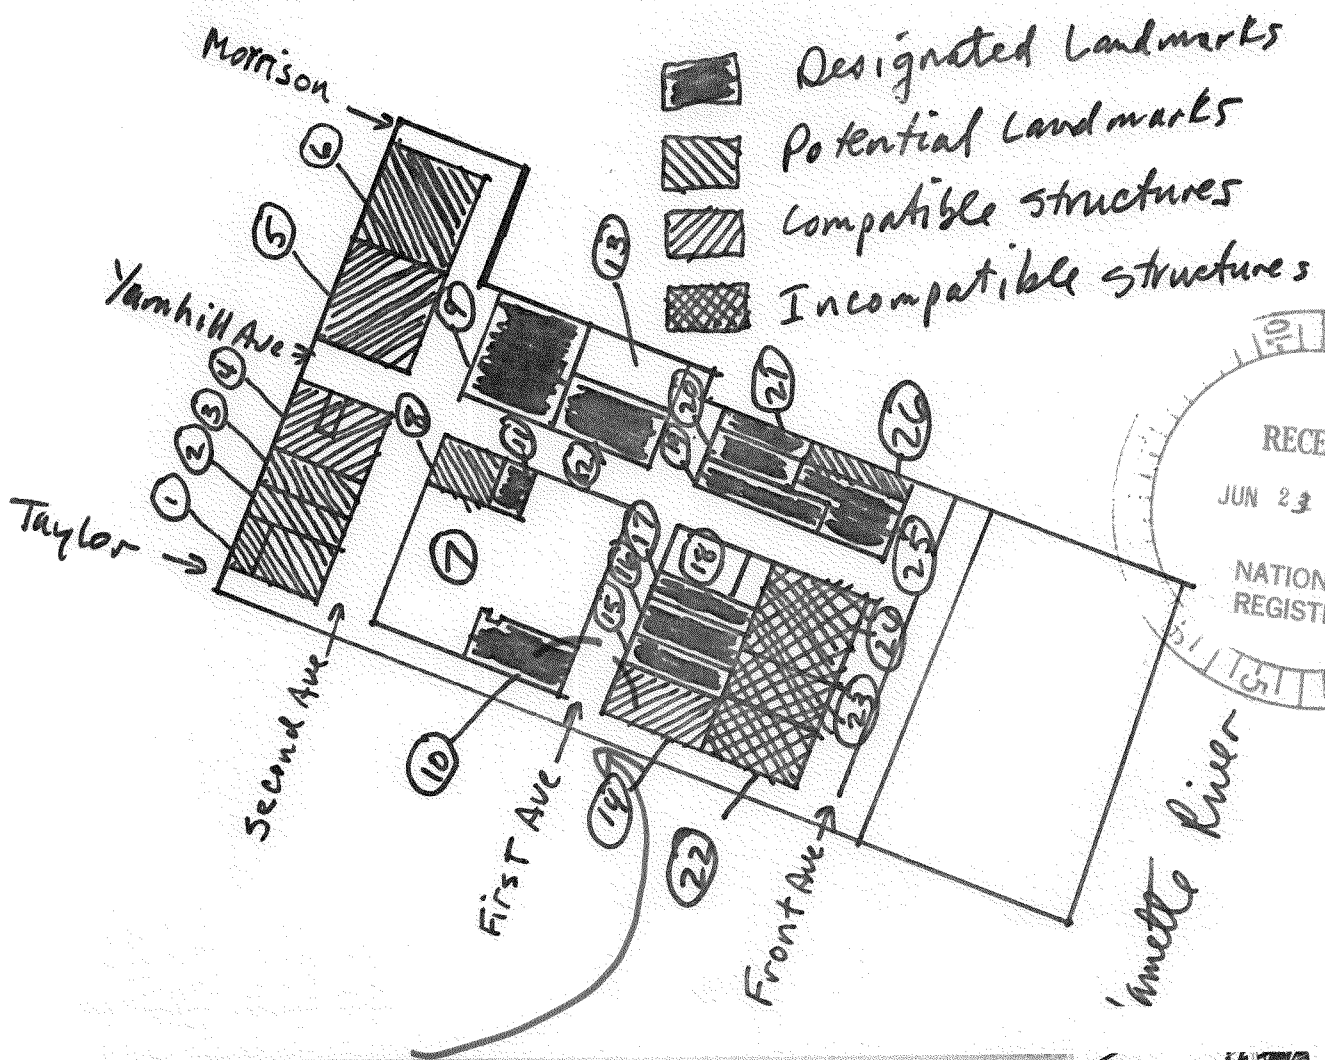 Morrison
Designated Landmarks
Potential Landmarks
Compatible structures
Incompatible structures
6
5
13
Yamhill Ave
9
4
3
2
1
8
11
12
20
19
21
26
Taylor
7
17
16
15
18
25
23
10
14
22
Second Ave
First Ave
Front Ave
RECE
JUN 23
NATION
REGIST
River